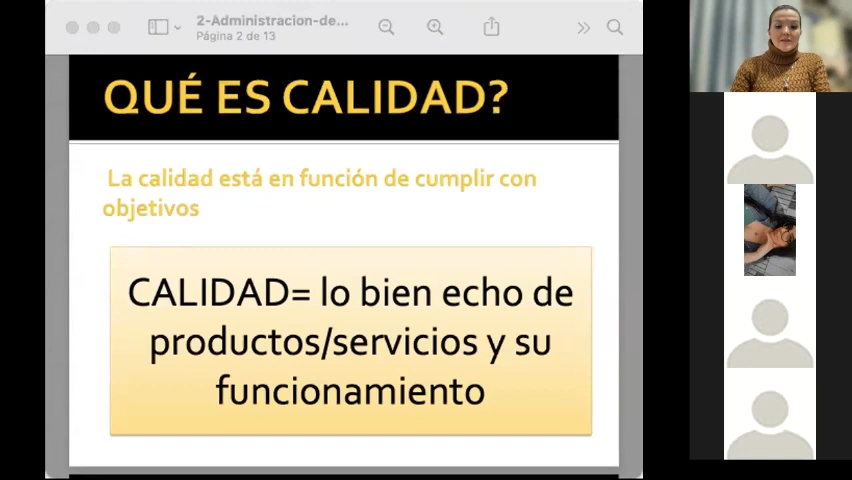 2-Administracion-de...
Página 2 de 13
QUÉ ES CALIDAD?
La calidad está en función de cumplir con
objetivos
CALIDAD= lo bien echo de
productos/servicios y su
funcionamiento